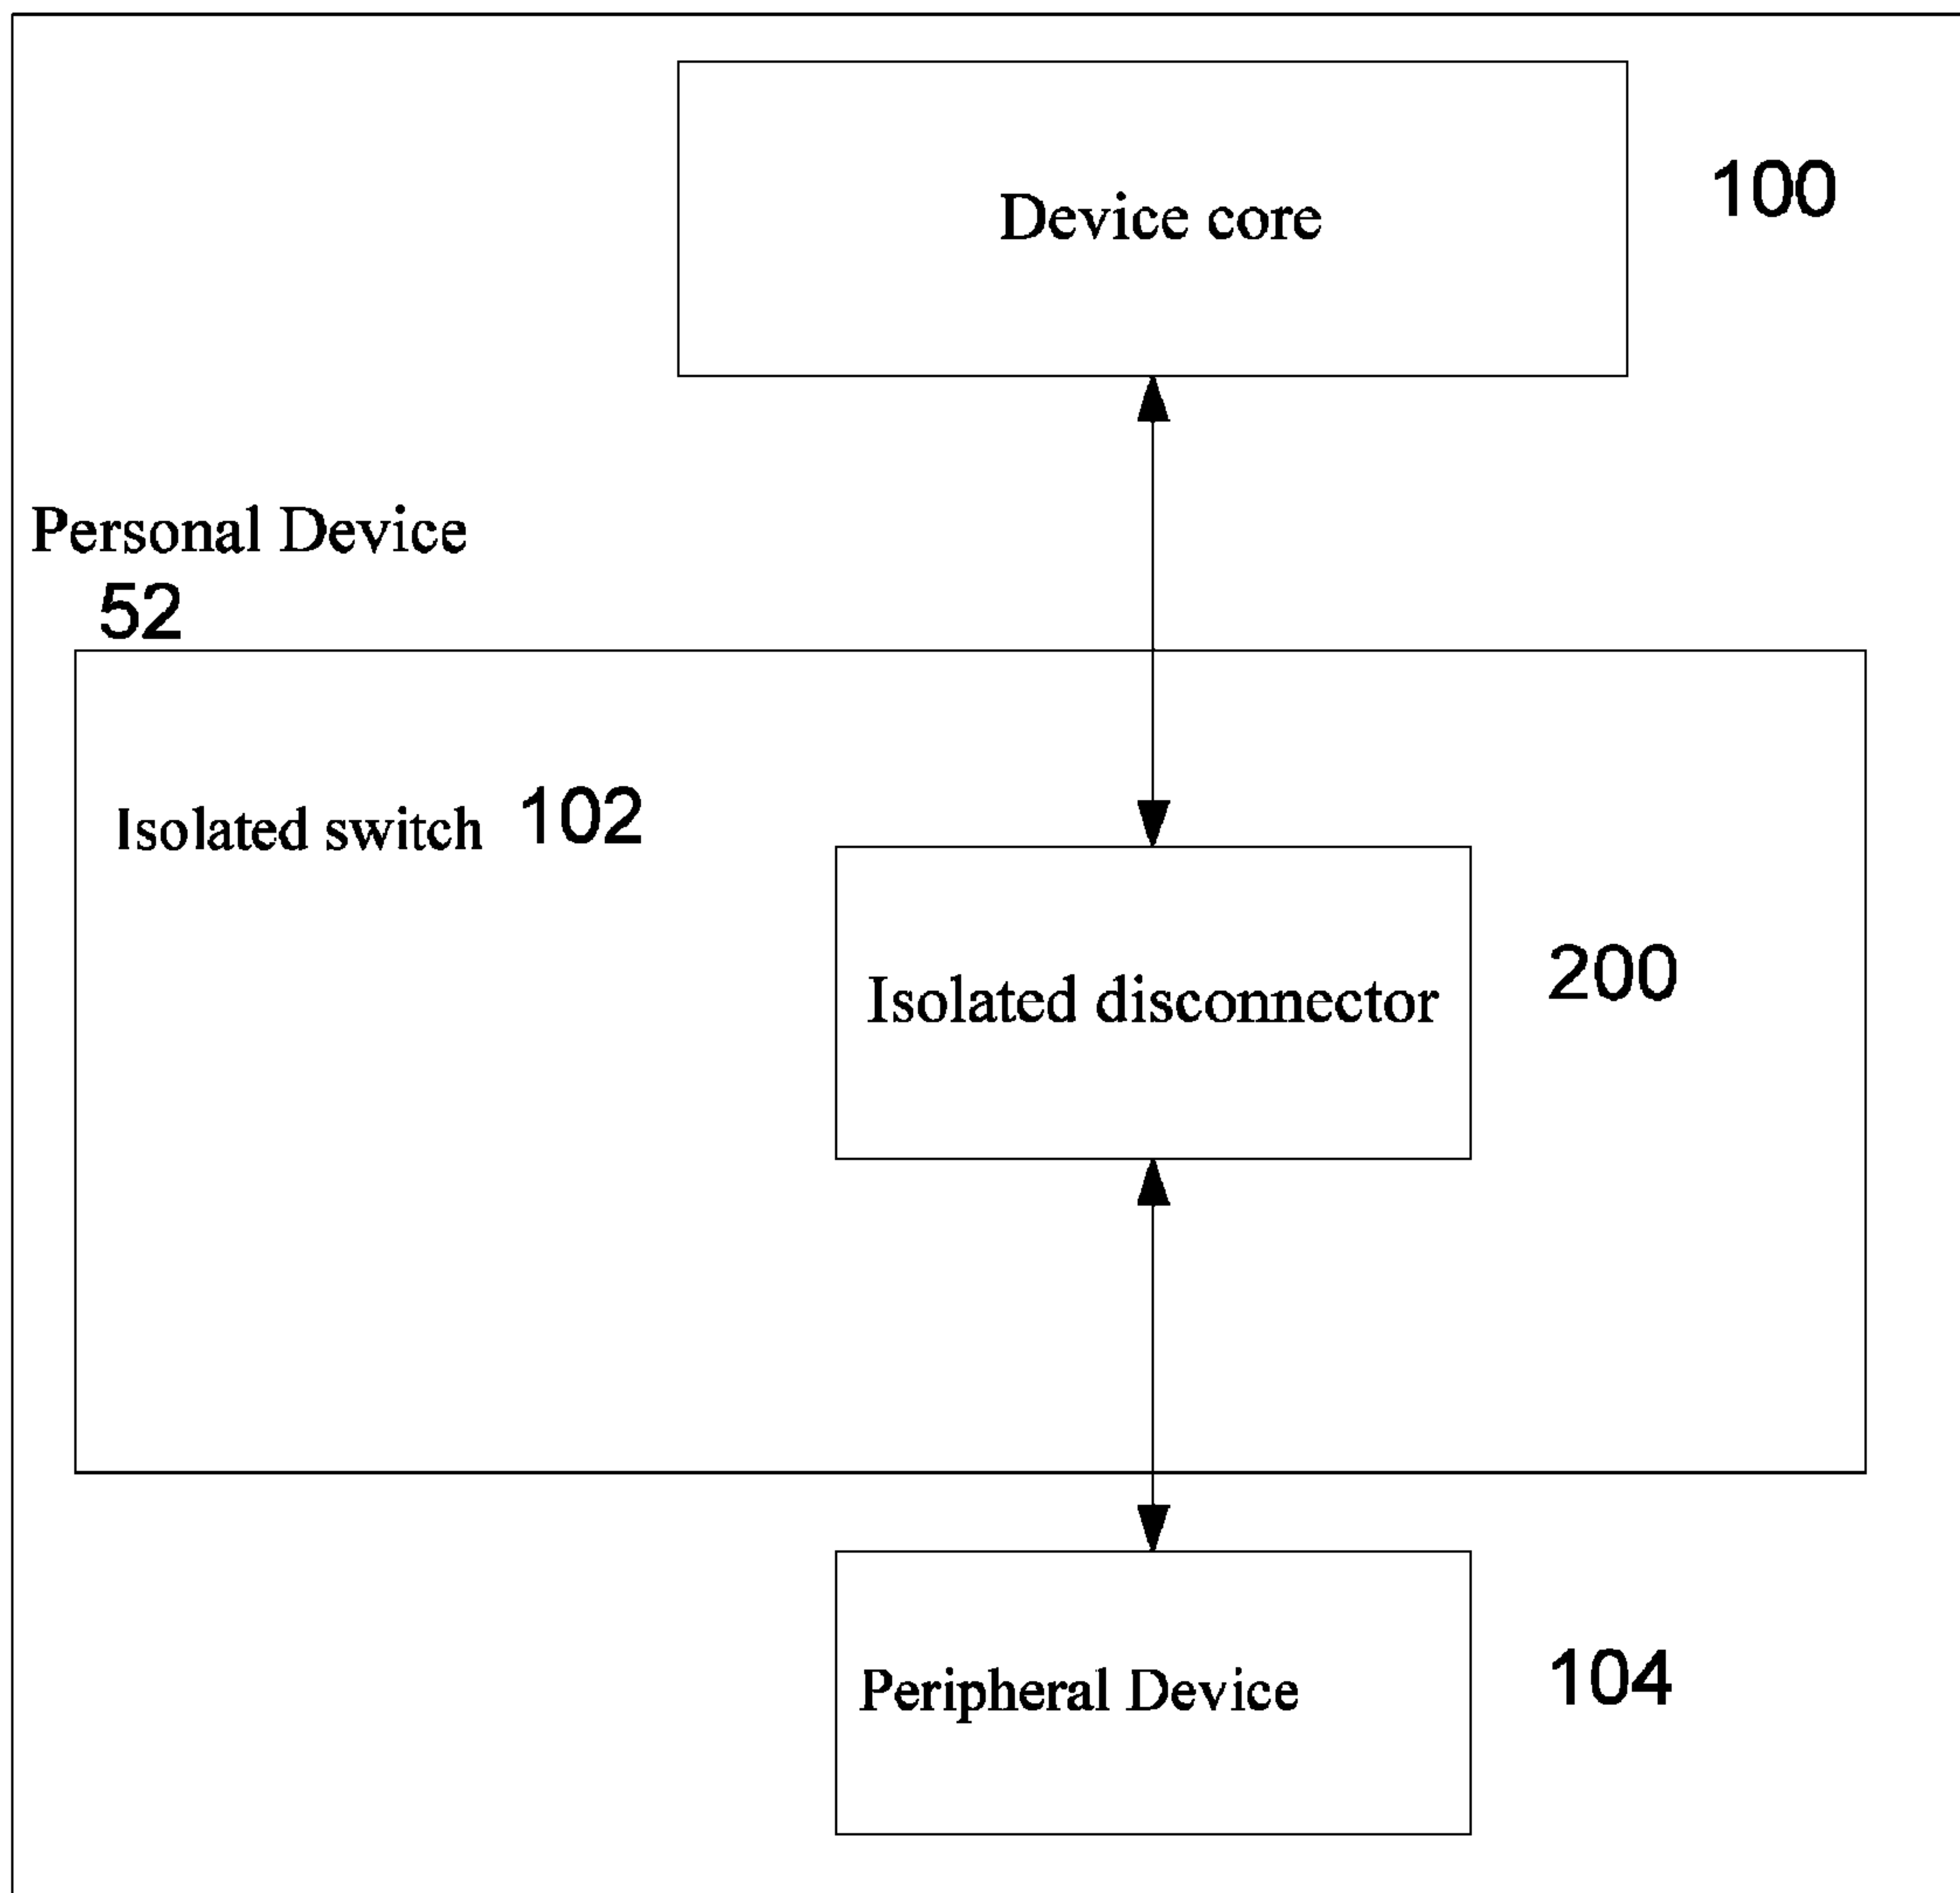 Device core
100
Personal Device
52
Isolated switch 102
Isolated disconnector
200
Peripheral Device
104